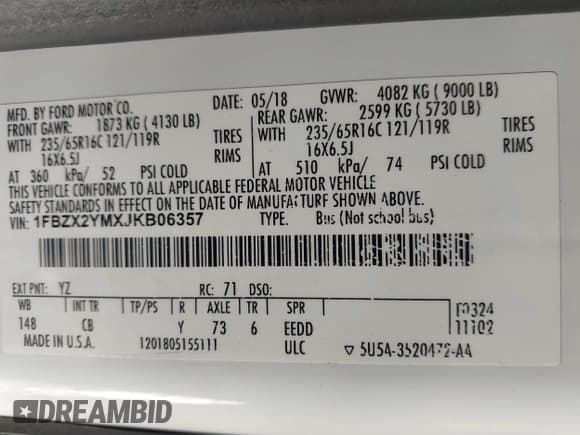 MFD. BY FORD MOTOR CO. DATE: 05/18 GVWR: 4082 KG ( 9000 LB)
FRONT GAWR: 1873 KG ( 4130 LB) REAR GAWR: 2599 KG ( 5730 LB)
WITH 235/65R16C 121/119R TIRES WITH 235/65R16C 121/119R TIRES
16X6.5J RIMS 16X6.5J RIMS
AT 360 kPa/ 52 PSI COLD AT 510 kPa/ 74 PSI COLD
THIS VEHICLE CONFORMS TO ALL APPLICABLE FEDERAL MOTOR VEHICLE
SAFETY STANDARDS IN EFFECT ON THE DATE OF MANUFACTURE SHOWN ABOVE.
VIN: 1FBZX2YMXJKB06357 TYPE: Bus (Not school bus)
EXT PNT: YZ RC: 71 DSO:
WB INT TR TP/PS R AXLE TR SPR
148 CB Y 73 6 EEDD
MADE IN U.S.A. 1201805155111 ULC ▽ 5U5A-3520472-AA
DREAMBID